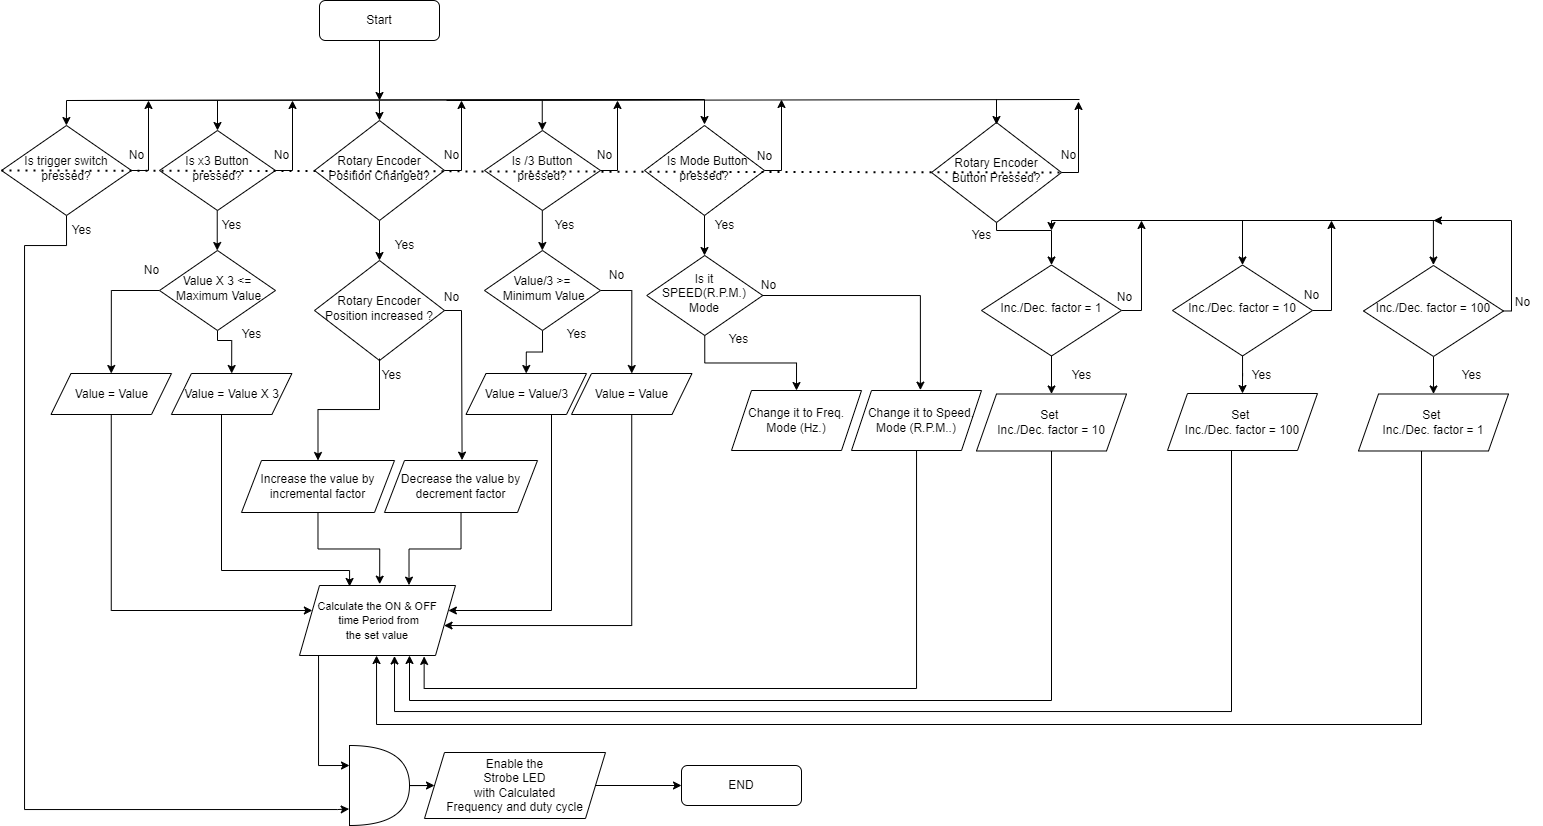 Start
Is trigger switch
pressed?
No
Is x3 Button
pressed?
No
Rotary Encoder
Position Changed?
No
Is /3 Button
pressed?
No
Is Mode Button
pressed?
No
Rotary Encoder
Button Pressed?
No
Yes
Yes
Yes
Yes
Yes
Yes
No
Value X 3 <=
Maximum Value
Yes
Rotary Encoder
Position increased ?
No
Yes
Value/3 >=
Minimum Value
No
Yes
Is it
SPEED(R.P.M.)
Mode
No
Yes
Inc./Dec. factor = 1
No
Yes
Inc./Dec. factor = 10
No
Yes
Inc./Dec. factor = 100
No
Yes
Value = Value
Value = Value X 3
Value = Value/3
Value = Value
Change it to Freq.
Mode (Hz.)
Change it to Speed
Mode (R.P.M..)
Set
Inc./Dec. factor = 10
Set
Inc./Dec. factor = 100
Set
Inc./Dec. factor = 1
Increase the value by
incremental factor
Decrease the value by
decrement factor
Calculate the ON & OFF
time Period from
the set value
Enable the
Strobe LED
with Calculated
Frequency and duty cycle
END